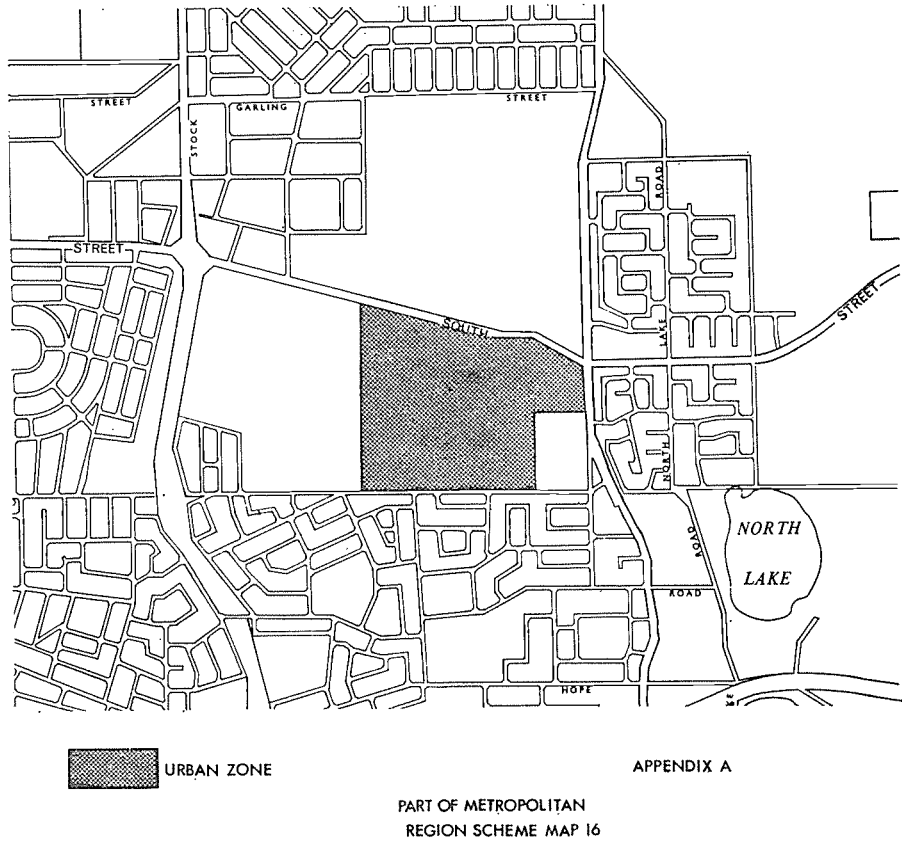 STREET
GARLING
STREET
STOCK
ROAD
STREET
SOUTH
LAKE
STREET
NORTH
ROAD
NORTH
LAKE
ROAD
HOPE
URBAN ZONE
APPENDIX A
PART OF METROPOLITAN
REGION SCHEME MAP 16